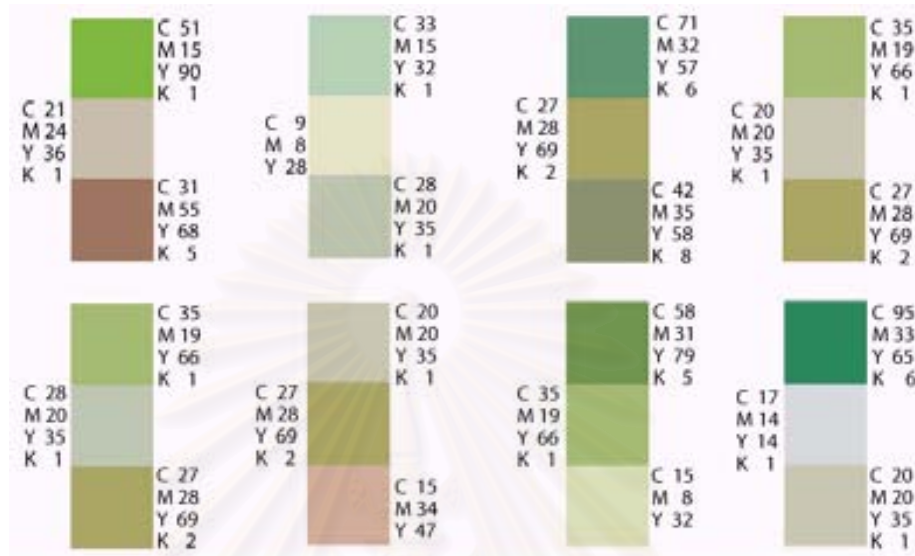 C 51
M 15
Y 90
K 1
C 21
M 24
Y 36
K 1
C 31
M 55
Y 68
K 5
C 33
M 15
Y 32
K 1
C 9
M 8
Y 28
C 28
M 20
Y 35
K 1
C 71
M 32
Y 57
K 6
C 27
M 28
Y 69
K 2
C 42
M 35
Y 58
K 8
C 35
M 19
Y 66
K 1
C 20
M 20
Y 35
K 1
C 27
M 28
Y 69
K 2
C 35
M 19
Y 66
K 1
C 28
M 20
Y 35
K 1
C 27
M 28
Y 69
K 2
C 20
M 20
Y 35
K 1
C 27
M 28
Y 69
K 2
C 15
M 34
Y 47
C 58
M 31
Y 79
K 5
C 35
M 19
Y 66
K 1
C 15
M 8
Y 32
C 95
M 33
Y 65
K 6
C 17
M 14
Y 14
K 1
C 20
M 20
Y 35
K 1